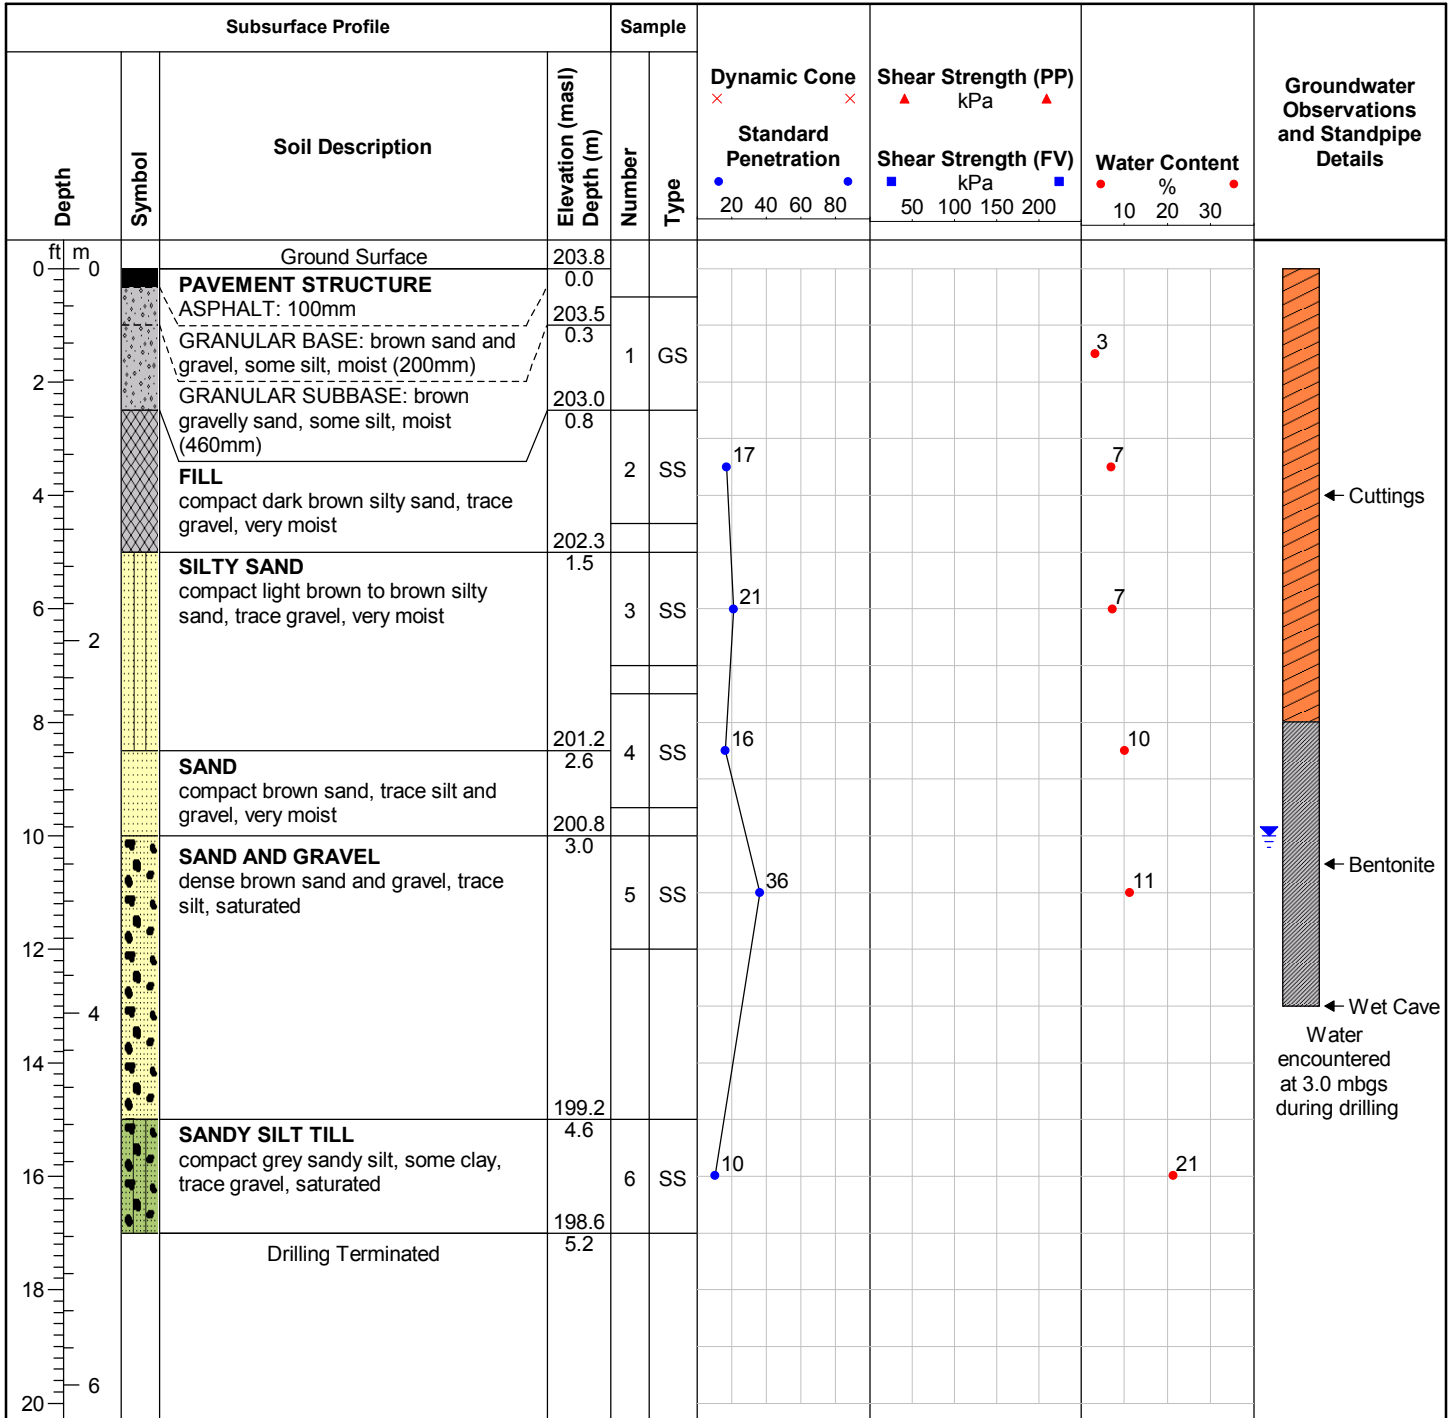 Subsurface Profile
Sample
Depth
Symbol
Soil Description
Elevation (masl)
Depth (m)
Number
Type
Dynamic Cone
Standard
Penetration
20 40 60 80
Shear Strength (PP)
kPa
Shear Strength (FV)
kPa
50 100 150 200
Water Content
%
10 20 30
Groundwater
Observations
and Standpipe
Details
ft m
0 0
2
4
6
2
8
10
12
4
14
16
18
6
20
Ground Surface
203.8
0.0
PAVEMENT STRUCTURE
ASPHALT: 100mm
203.5
0.3
GRANULAR BASE: brown sand and
gravel, some silt, moist (200mm)
GRANULAR SUBBASE: brown
gravelly sand, some silt, moist
(460mm)
203.0
0.8
FILL
compact dark brown silty sand, trace
gravel, very moist
202.3
1.5
SILTY SAND
compact light brown to brown silty
sand, trace gravel, very moist
201.2
2.6
SAND
compact brown sand, trace silt and
gravel, very moist
200.8
3.0
SAND AND GRAVEL
dense brown sand and gravel, trace
silt, saturated
199.2
4.6
SANDY SILT TILL
compact grey sandy silt, some clay,
trace gravel, saturated
198.6
5.2
Drilling Terminated
1 GS
2 SS
3 SS
4 SS
5 SS
6 SS
17
21
16
36
10
3
7
7
10
11
21
Cuttings
Bentonite
Wet Cave
Water
encountered
at 3.0 mbgs
during drilling